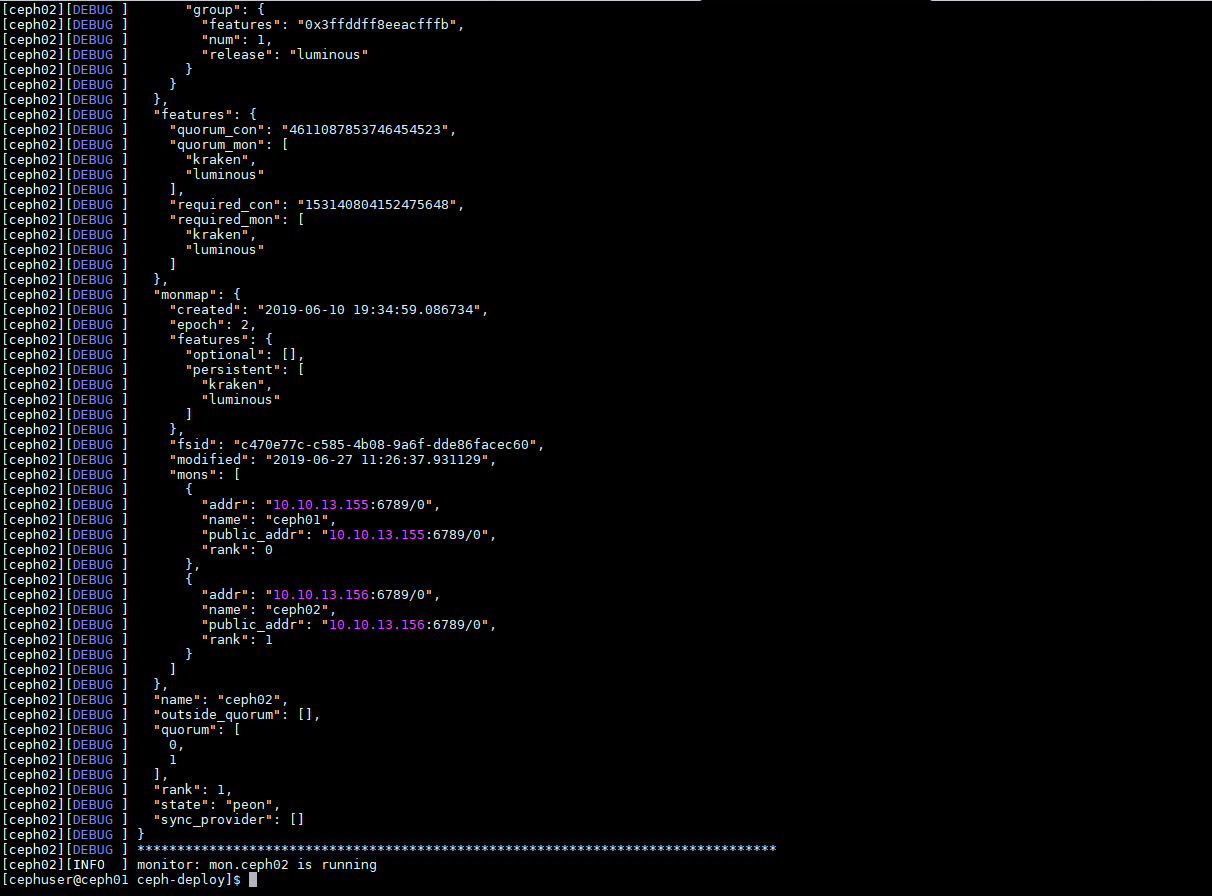 [ceph02][DEBUG ]       "group": {
[ceph02][DEBUG ]         "features": "0x3ffddff8eeacfffb",
[ceph02][DEBUG ]         "num": 1,
[ceph02][DEBUG ]         "release": "luminous"
[ceph02][DEBUG ]       }
[ceph02][DEBUG ]     }
[ceph02][DEBUG ]   },
[ceph02][DEBUG ]   "features": {
[ceph02][DEBUG ]     "quorum_con": "4611087853746454523",
[ceph02][DEBUG ]     "quorum_mon": [
[ceph02][DEBUG ]       "kraken",
[ceph02][DEBUG ]       "luminous"
[ceph02][DEBUG ]     ],
[ceph02][DEBUG ]     "required_con": "153140804152475648",
[ceph02][DEBUG ]     "required_mon": [
[ceph02][DEBUG ]       "kraken",
[ceph02][DEBUG ]       "luminous"
[ceph02][DEBUG ]     ]
[ceph02][DEBUG ]   },
[ceph02][DEBUG ]   "monmap": {
[ceph02][DEBUG ]     "created": "2019-06-10 19:34:59.086734",
[ceph02][DEBUG ]     "epoch": 2,
[ceph02][DEBUG ]     "features": {
[ceph02][DEBUG ]       "optional": [],
[ceph02][DEBUG ]       "persistent": [
[ceph02][DEBUG ]         "kraken",
[ceph02][DEBUG ]         "luminous"
[ceph02][DEBUG ]       ]
[ceph02][DEBUG ]     },
[ceph02][DEBUG ]     "fsid": "c470e77c-c585-4b08-9a6f-dde86facec60",
[ceph02][DEBUG ]     "modified": "2019-06-27 11:26:37.931129",
[ceph02][DEBUG ]     "mons": [
[ceph02][DEBUG ]       {
[ceph02][DEBUG ]         "addr": "10.10.13.155:6789/0",
[ceph02][DEBUG ]         "name": "ceph01",
[ceph02][DEBUG ]         "public_addr": "10.10.13.155:6789/0",
[ceph02][DEBUG ]         "rank": 0
[ceph02][DEBUG ]       },
[ceph02][DEBUG ]       {
[ceph02][DEBUG ]         "addr": "10.10.13.156:6789/0",
[ceph02][DEBUG ]         "name": "ceph02",
[ceph02][DEBUG ]         "public_addr": "10.10.13.156:6789/0",
[ceph02][DEBUG ]         "rank": 1
[ceph02][DEBUG ]       }
[ceph02][DEBUG ]     ]
[ceph02][DEBUG ]   },
[ceph02][DEBUG ]   "name": "ceph02",
[ceph02][DEBUG ]   "outside_quorum": [],
[ceph02][DEBUG ]   "quorum": [
[ceph02][DEBUG ]     0,
[ceph02][DEBUG ]     1
[ceph02][DEBUG ]   ],
[ceph02][DEBUG ]   "rank": 1,
[ceph02][DEBUG ]   "state": "peon",
[ceph02][DEBUG ]   "sync_provider": []
[ceph02][DEBUG ] }
[ceph02][DEBUG ] ********************************************************************************
[ceph02][INFO  ] monitor: mon.ceph02 is running
[cephuser@ceph01 ceph-deploy]$